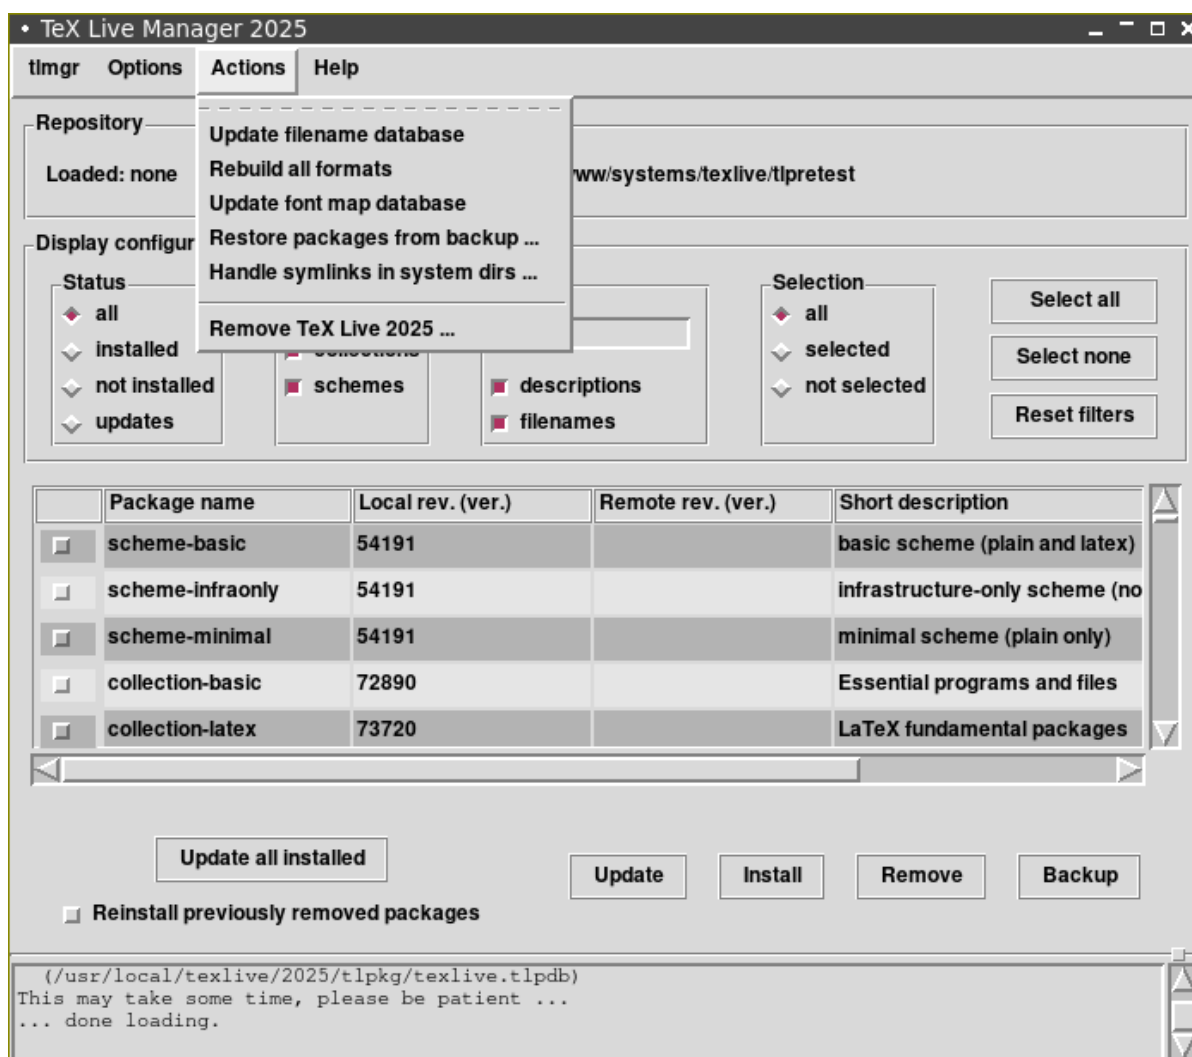 TeX Live Manager 2025
tlmgr Options Actions Help
Update filename database
Rebuild all formats
Update font map database
Restore packages from backup ...
Handle symlinks in system dirs ...
Remove TeX Live 2025 ...
Repository
Loaded: none
/www/systems/texlive/tlpretest
Display configur
Status
all
installed
not installed
updates
collections
schemes
descriptions
filenames
Selection
all
selected
not selected
Select all
Select none
Reset filters
Package name Local rev. (ver.) Remote rev. (ver.) Short description
scheme-basic 54191 basic scheme (plain and latex)
scheme-infraonly 54191 infrastructure-only scheme (no
scheme-minimal 54191 minimal scheme (plain only)
collection-basic 72890 Essential programs and files
collection-latex 73720 LaTeX fundamental packages
Update all installed
Reinstall previously removed packages
Update Install Remove Backup
(/usr/local/texlive/2025/tlpkg/texlive.tlpdb)
This may take some time, please be patient ...
... done loading.